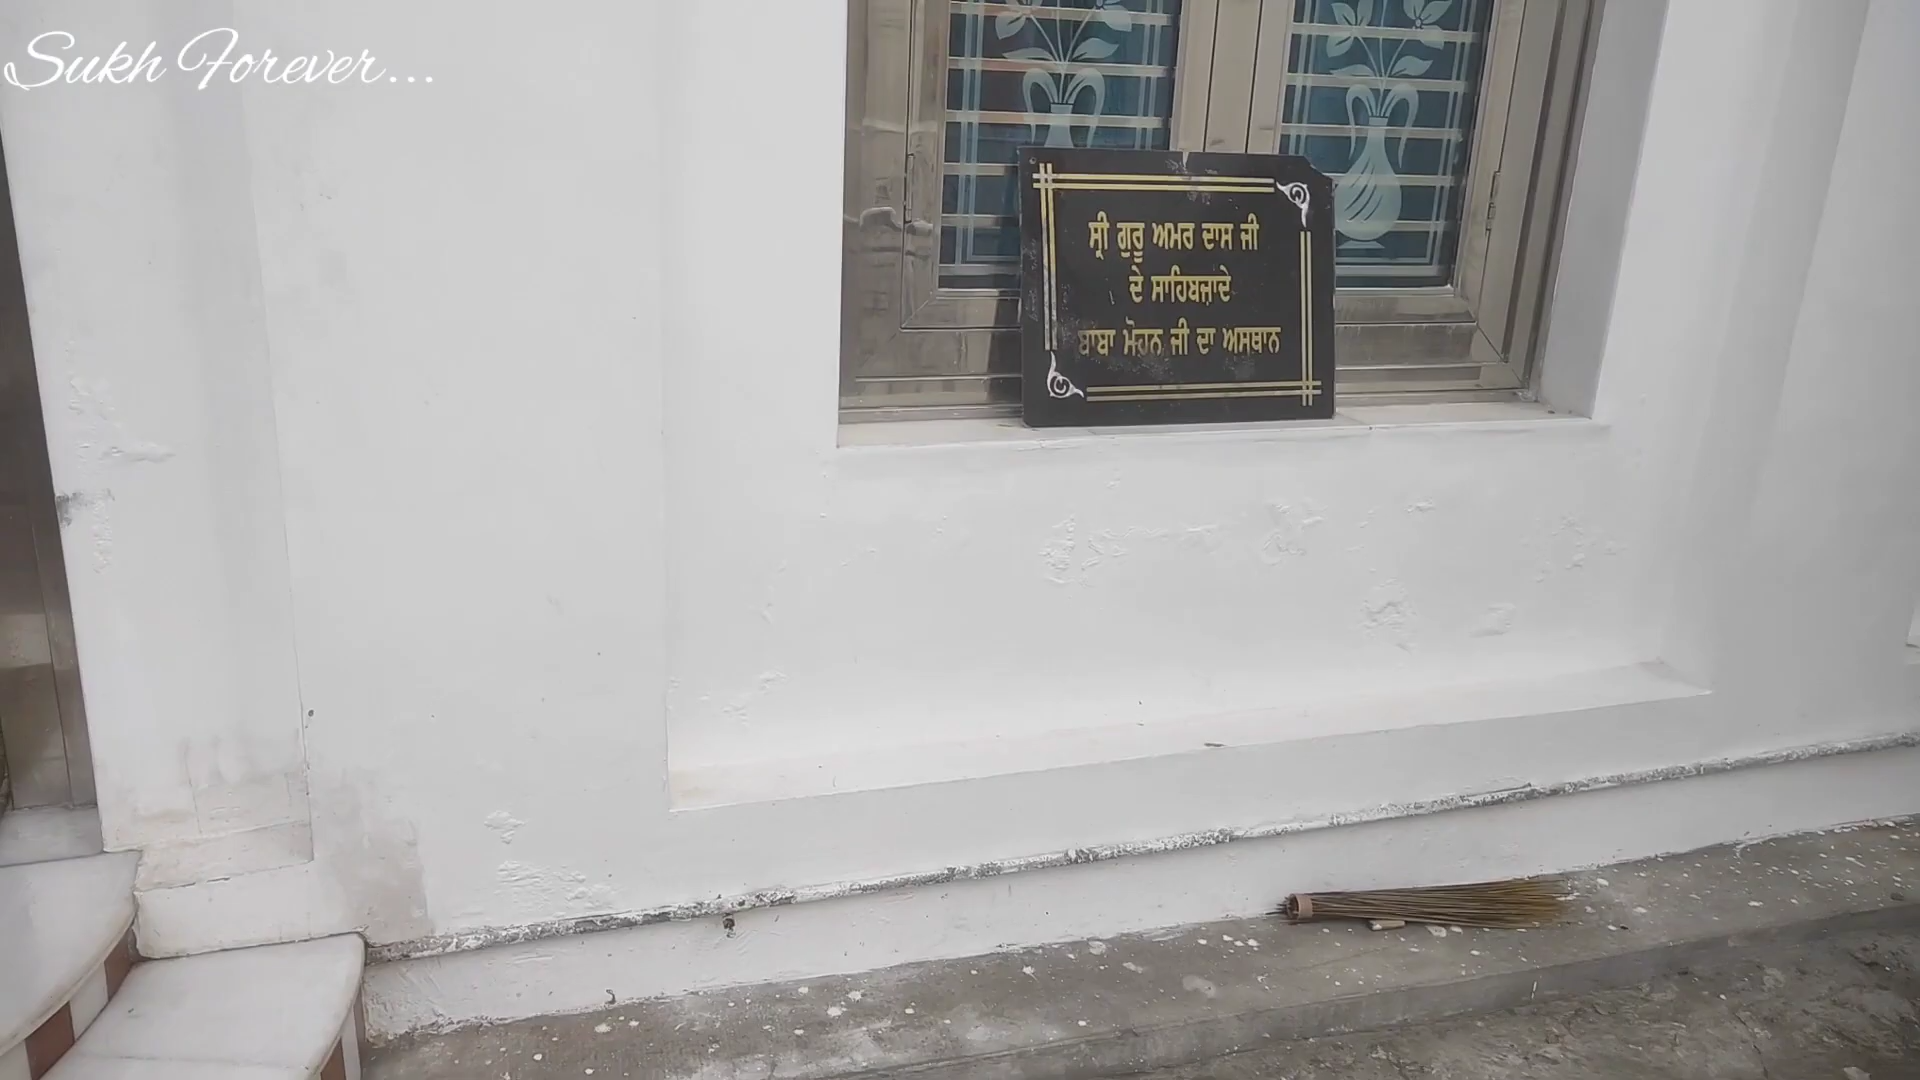 Sukh Forever...
ਸ੍ਰੀ ਗੁਰੂ ਅਮਰ ਦਾਸ ਜੀ
ਦੇ ਸਾਹਿਬਜ਼ਾਦੇ
ਬਾਬਾ ਮੋਹਨ ਜੀ ਦਾ ਅਸਥਾਨ